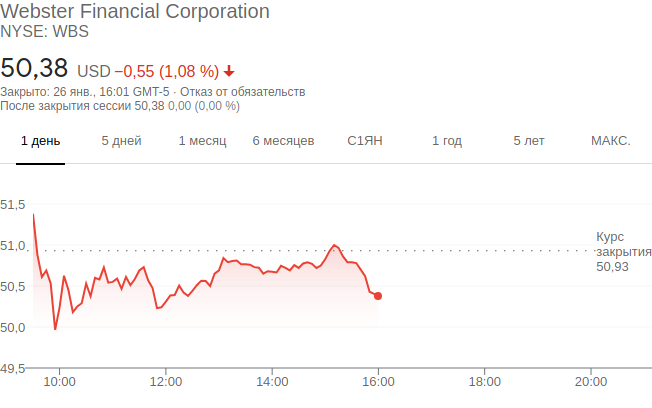 Webster Financial Corporation
NYSE: WBS
50,38 USD −0,55 (1,08 %)
Закрыто: 26 янв., 16:01 GMT-5 · Отказ от обязательств
После закрытия сессии 50,38 0,00 (0,00 %)
1 день 5 дней 1 месяц 6 месяцев С1ЯН 1 год 5 лет МАКС.
51,5
51,0
50,5
50,0
49,5
Курс
закрытия
50,93
10:00 12:00 14:00 16:00 18:00 20:00